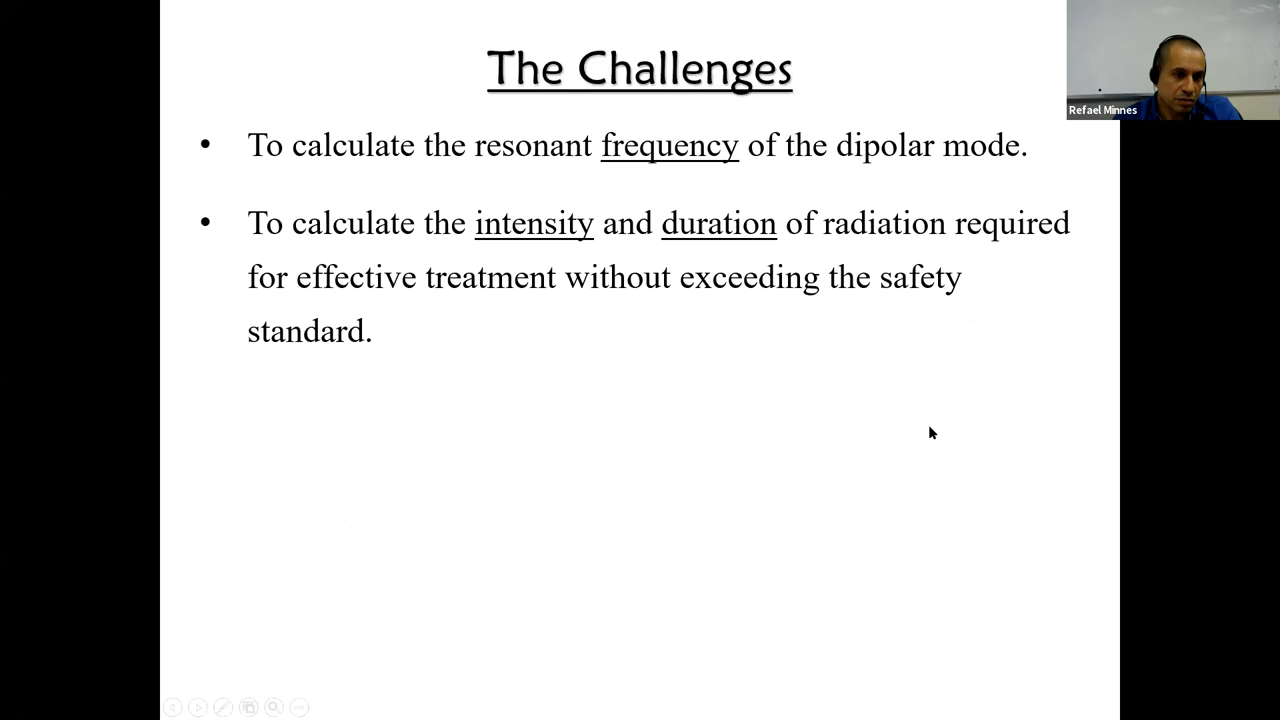 The Challenges
Refael Minnes
• To calculate the resonant frequency of the dipolar mode.
• To calculate the intensity and duration of radiation required
for effective treatment without exceeding the safety
standard.